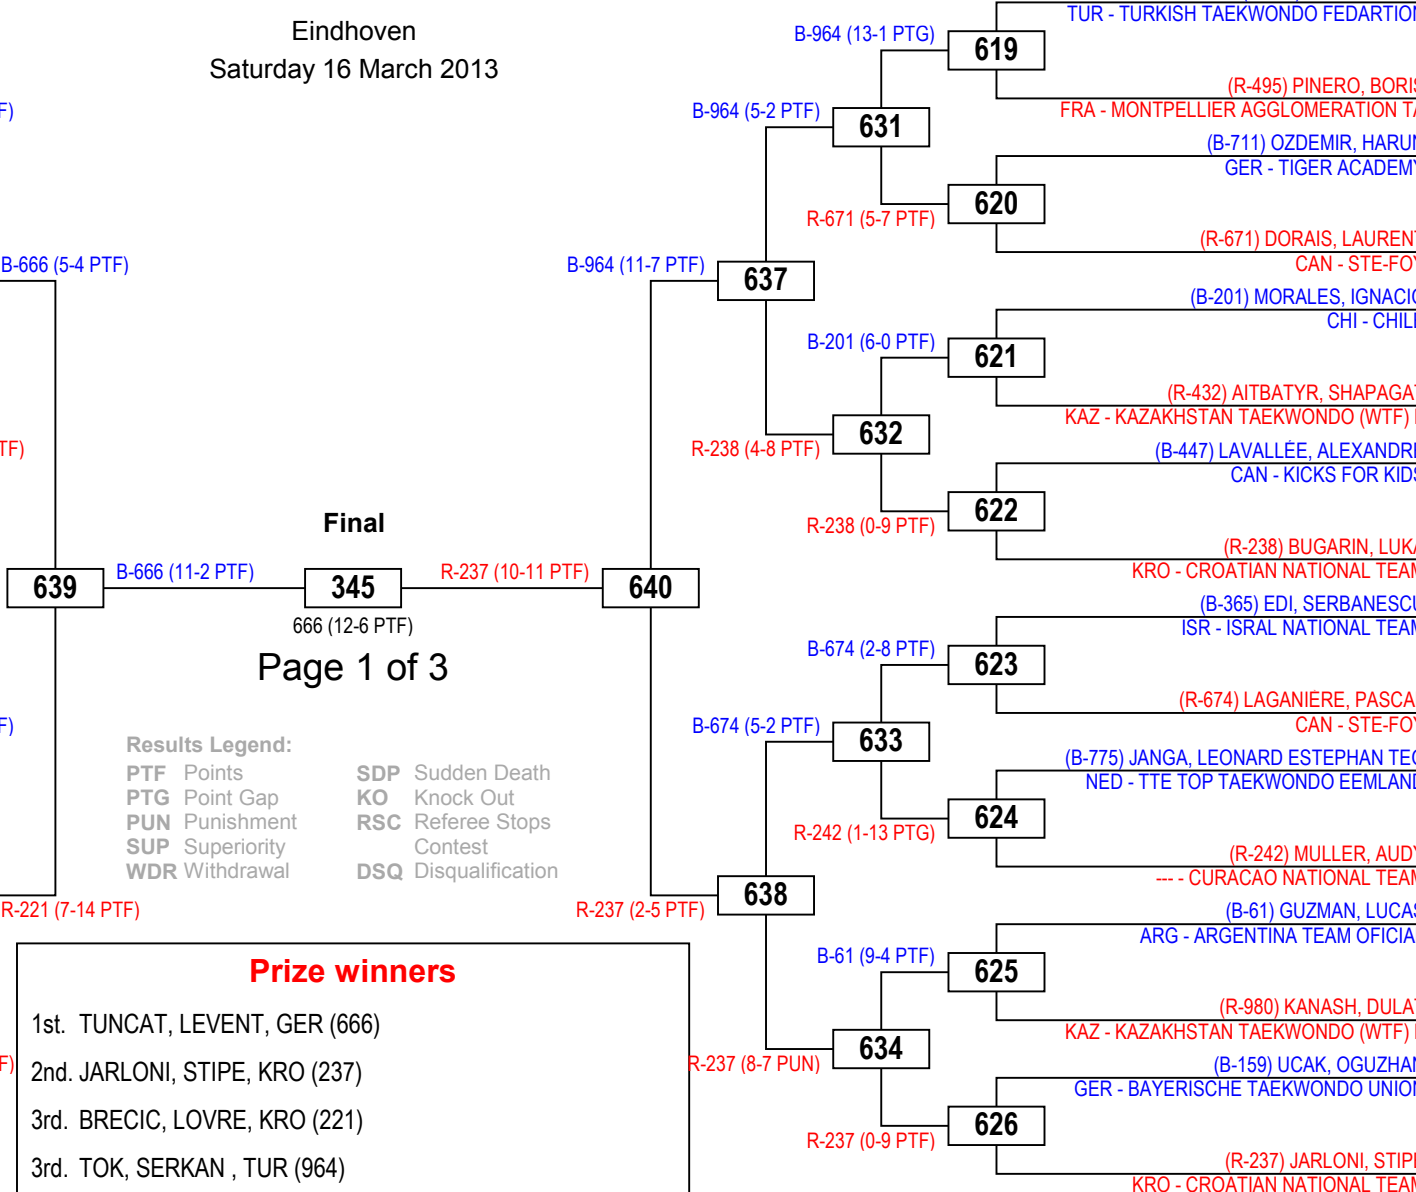 Eindhoven
Saturday 16 March 2013
F)
B-666 (5-4 PTF)
TF)
639
B-666 (11-2 PTF)
Final
345
666 (12-6 PTF)
R-237 (10-11 PTF)
640
Page 1 of 3
F)
Results Legend:
PTF Points
PTG Point Gap
PUN Punishment
SUP Superiority
WDR Withdrawal
SDP Sudden Death
KO Knock Out
RSC Referee Stops
Contest
DSQ Disqualification
R-221 (7-14 PTF)
F)
Prize winners
1st. TUNCAT, LEVENT, GER (666)
2nd. JARLONI, STIPE, KRO (237)
3rd. BRECIC, LOVRE, KRO (221)
3rd. TOK, SERKAN , TUR (964)
B-964 (11-7 PTF)
637
R-237 (2-5 PTF)
638
B-964 (5-2 PTF)
631
R-238 (4-8 PTF)
632
B-674 (5-2 PTF)
633
R-237 (8-7 PUN)
634
B-964 (13-1 PTG)
619
R-671 (5-7 PTF)
620
B-201 (6-0 PTF)
621
R-238 (0-9 PTF)
622
B-674 (2-8 PTF)
623
R-242 (1-13 PTG)
624
B-61 (9-4 PTF)
625
R-237 (0-9 PTF)
626
TUR - TURKISH TAEKWONDO FEDARTION
(R-495) PINERO, BORIS
FRA - MONTPELLIER AGGLOMERATION TA
(B-711) OZDEMIR, HARUN
GER - TIGER ACADEMY
(R-671) DORAIS, LAURENT
CAN - STE-FOY
(B-201) MORALES, IGNACIO
CHI - CHILE
(R-432) AITBATYR, SHAPAGAT
KAZ - KAZAKHSTAN TAEKWONDO (WTF)
(B-447) LAVALLÉE, ALEXANDRE
CAN - KICKS FOR KIDS
(R-238) BUGARIN, LUKA
KRO - CROATIAN NATIONAL TEAM
(B-365) EDI, SERBANESCU
ISR - ISRAL NATIONAL TEAM
(R-674) LAGANIÈRE, PASCAL
CAN - STE-FOY
(B-775) JANGA, LEONARD ESTEPHAN TEO
NED - TTE TOP TAEKWONDO EEMLAND
(R-242) MULLER, AUDY
--- - CURACAO NATIONAL TEAM
(B-61) GUZMAN, LUCAS
ARG - ARGENTINA TEAM OFICIAL
(R-980) KANASH, DULAT
KAZ - KAZAKHSTAN TAEKWONDO (WTF)
(B-159) UCAK, OGUZHAN
GER - BAYERISCHE TAEKWONDO UNION
(R-237) JARLONI, STIPE
KRO - CROATIAN NATIONAL TEAM